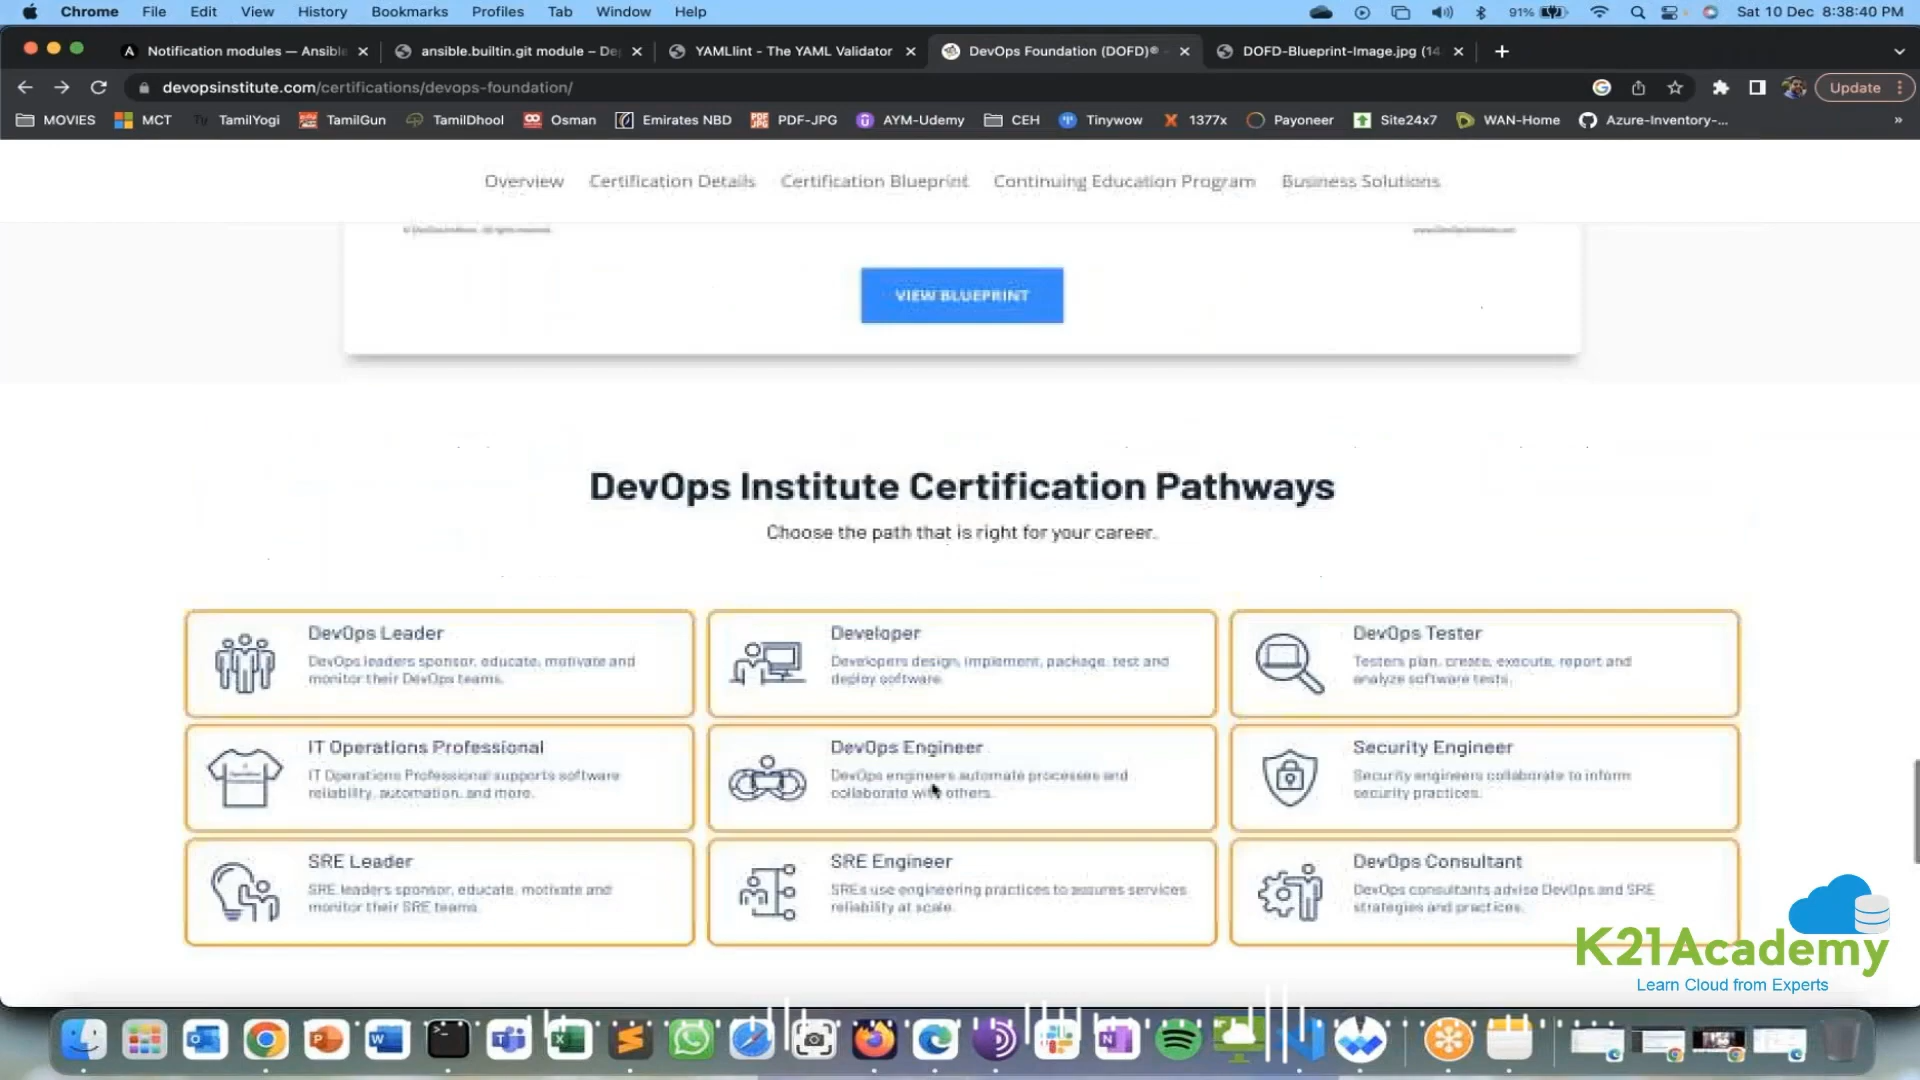 Chrome File Edit View History Bookmarks Profiles Tab Window Help 91% Sat 10 Dec 8:38:40 PM
Notification modules — Ansible ansible.builtin.git module – De YAMLlint - The YAML Validator DevOps Foundation (DOFD)® DOFD-Blueprint-Image.jpg (14
devopsinstitute.com/certifications/devops-foundation/ Update
MOVIES MCT TamilYogi TamilGun TamilDhool Osman Emirates NBD PDF-JPG AYM-Udemy CEH Tinywow 1377x Payoneer Site24x7 WAN-Home Azure-Inventory-... »
Overview Certification Details Certification Blueprint Continuing Education Program Business Solutions
VIEW BLUEPRINT
DevOps Institute Certification Pathways
Choose the path that is right for your career.
DevOps Leader
DevOps leaders sponsor, educate, motivate and
monitor their DevOps teams.
Developer
Developers design, implement, package, test and
deploy software.
DevOps Tester
Testers plan, create, execute, report and
analyze software tests.
IT Operations Professional
IT Operations Professional supports software
reliability, automation, and more.
DevOps Engineer
DevOps engineers automate processes and
collaborate with others.
Security Engineer
Security engineers collaborate to inform
security practices.
SRE Leader
SRE leaders sponsor, educate, motivate and
monitor their SRE teams.
SRE Engineer
SREs use engineering practices to assures services
reliability at scale.
DevOps Consultant
DevOps consultants advise DevOps and SRE
strategies and practices.
K21Academy
Learn Cloud from Experts